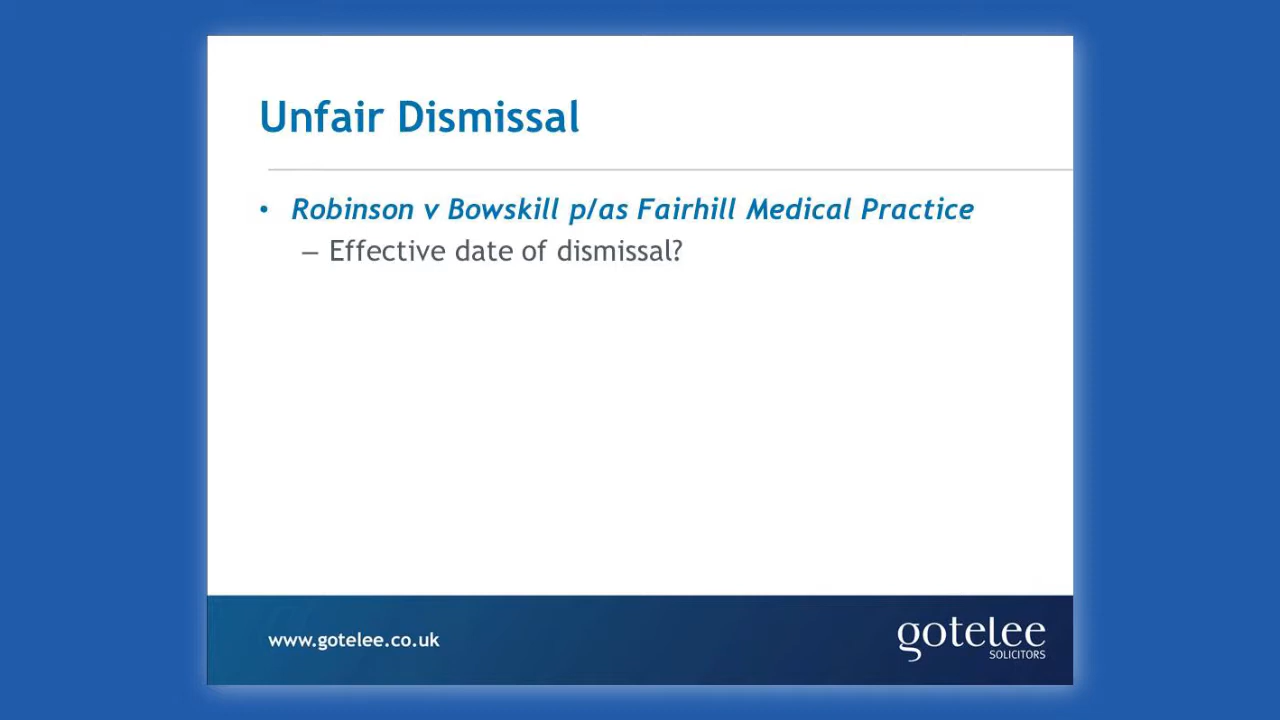 Unfair Dismissal
• Robinson v Bowskill p/as Fairhill Medical Practice
– Effective date of dismissal?
www.gotelee.co.uk
gotelee
SOLICITORS